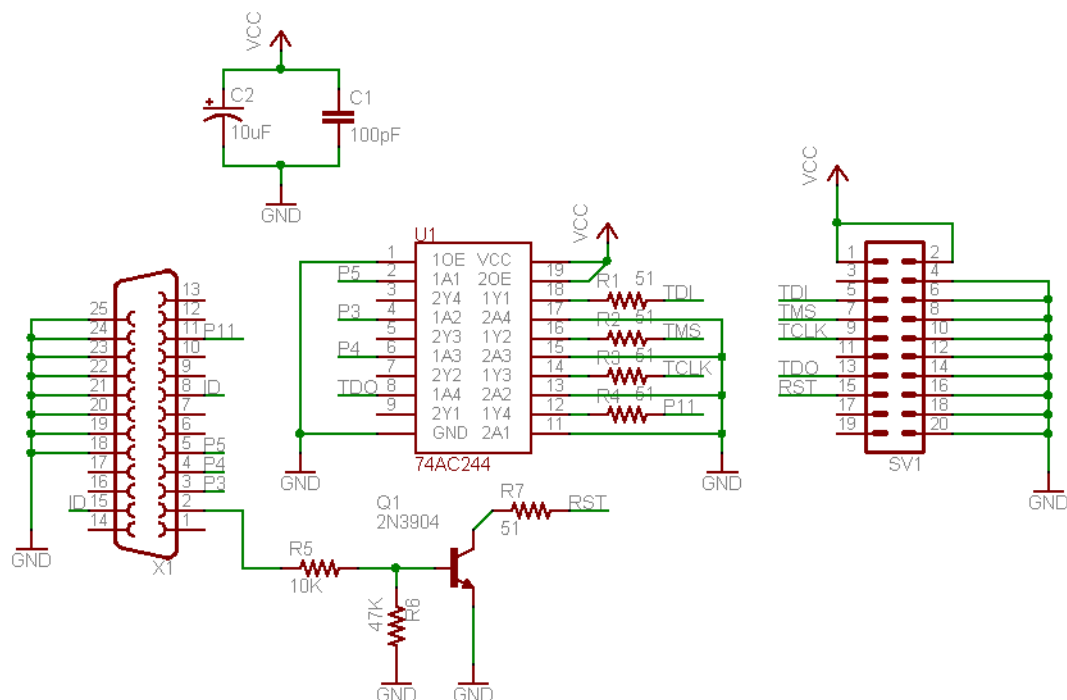 VCC
C2
10uF
C1
100pF
GND
VCC
1
2
3
4
5
6
7
8
9
10
11
12
13
14
15
16
17
18
19
20
TDI
TMS
TCLK
TDO
RST
SV1
GND
U1
VCC
1 1OE VCC
2 1A1 2OE 19
3 2Y4 1Y1 18
4 1A2 2A4 17
5 2Y3 1Y2 16
6 1A3 2A3 15
7 2Y2 1Y3 14
8 1A4 2A2 13
9 2Y1 1Y4 12
GND 2A1 11
74AC244
P5
P3
P4
TDO
GND
R1 51 TDI
R2 51 TMS
R3 51 TCLK
R4 51 P11
GND
13
25 12
24 11 P11
23 10
22 9
21 8 ID
20 7
19 6
18 5 P5
17 4 P4
16 3 P3
ID 15 2
14 1
X1
GND
Q1
2N3904
R7
51
RST
R5
10K
47K
R6
GND
GND